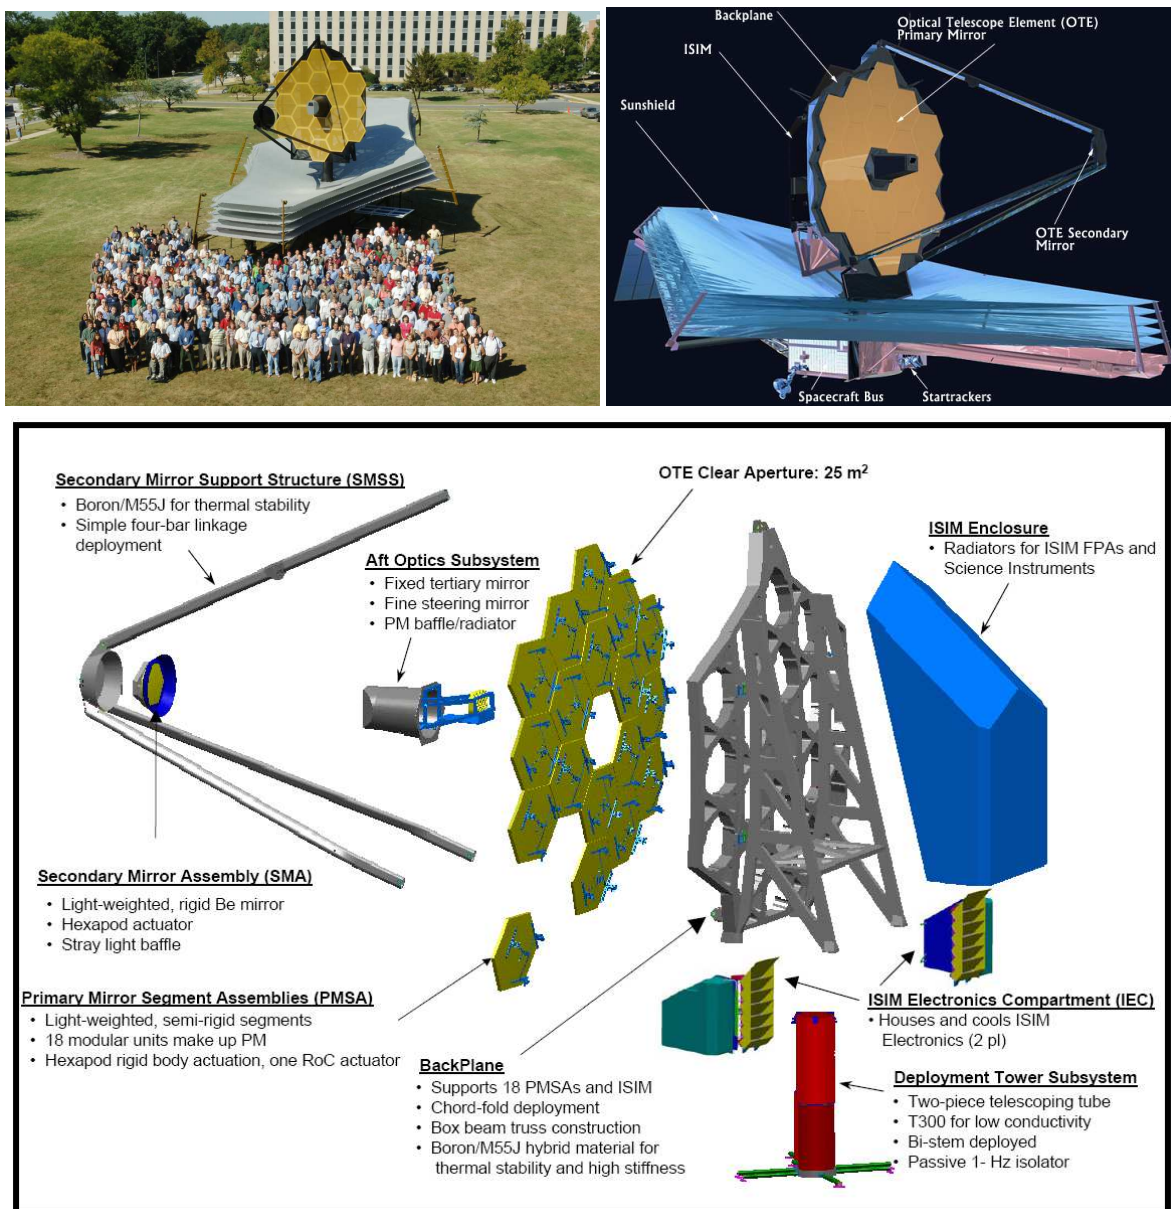 Backplane
Optical Telescope Element (OTE)
Primary Mirror
ISIM
Sunshield
OTE Secondary
Mirror
Spacecraft Bus
Startrackers
Secondary Mirror Support Structure (SMSS)
• Boron/M55J for thermal stability
• Simple four-bar linkage
deployment
Aft Optics Subsystem
• Fixed tertiary mirror
• Fine steering mirror
• PM baffle/radiator
OTE Clear Aperture: 25 m²
ISIM Enclosure
• Radiators for ISIM FPAs and
Science Instruments
Secondary Mirror Assembly (SMA)
• Light-weighted, rigid Be mirror
• Hexapod actuator
• Stray light baffle
Primary Mirror Segment Assemblies (PMSA)
• Light-weighted, semi-rigid segments
• 18 modular units make up PM
• Hexapod rigid body actuation, one RoC actuator
BackPlane
• Supports 18 PMSAs and ISIM
• Chord-fold deployment
• Box beam truss construction
• Boron/M55J hybrid material for
thermal stability and high stiffness
ISIM Electronics Compartment (IEC)
• Houses and cools ISIM
Electronics (2 pl)
Deployment Tower Subsystem
• Two-piece telescoping tube
• T300 for low conductivity
• Bi-stem deployed
• Passive 1- Hz isolator